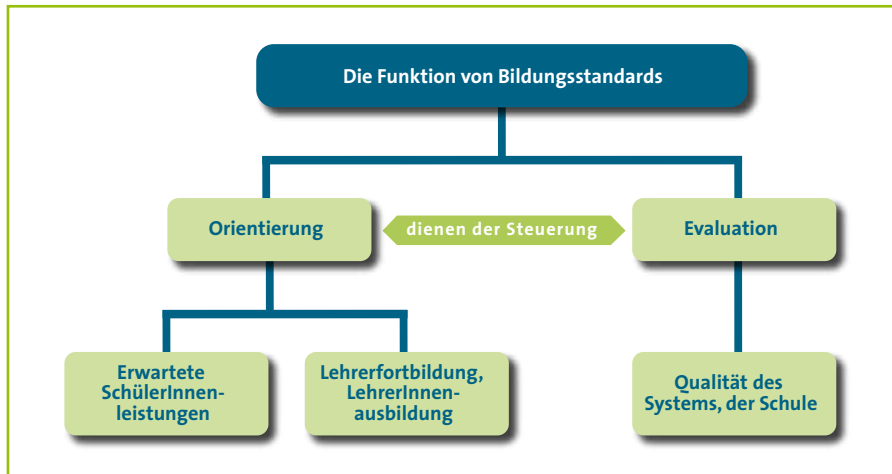 Die Funktion von Bildungsstandards
Orientierung
dienen der Steuerung
Evaluation
Erwartete
SchülerInnen-
leistungen
Lehrerfortbildung,
LehrerInnen-
ausbildung
Qualität des
Systems, der Schule